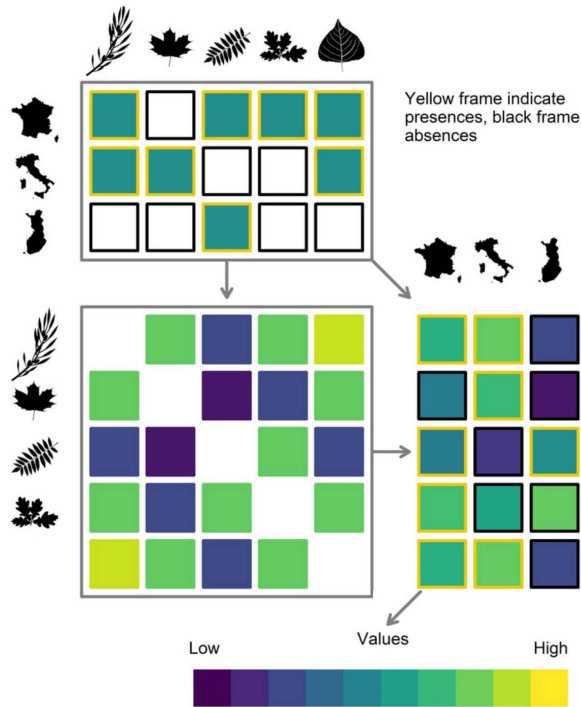 Yellow frame indicate
presences, black frame
absences
Values
Low
High